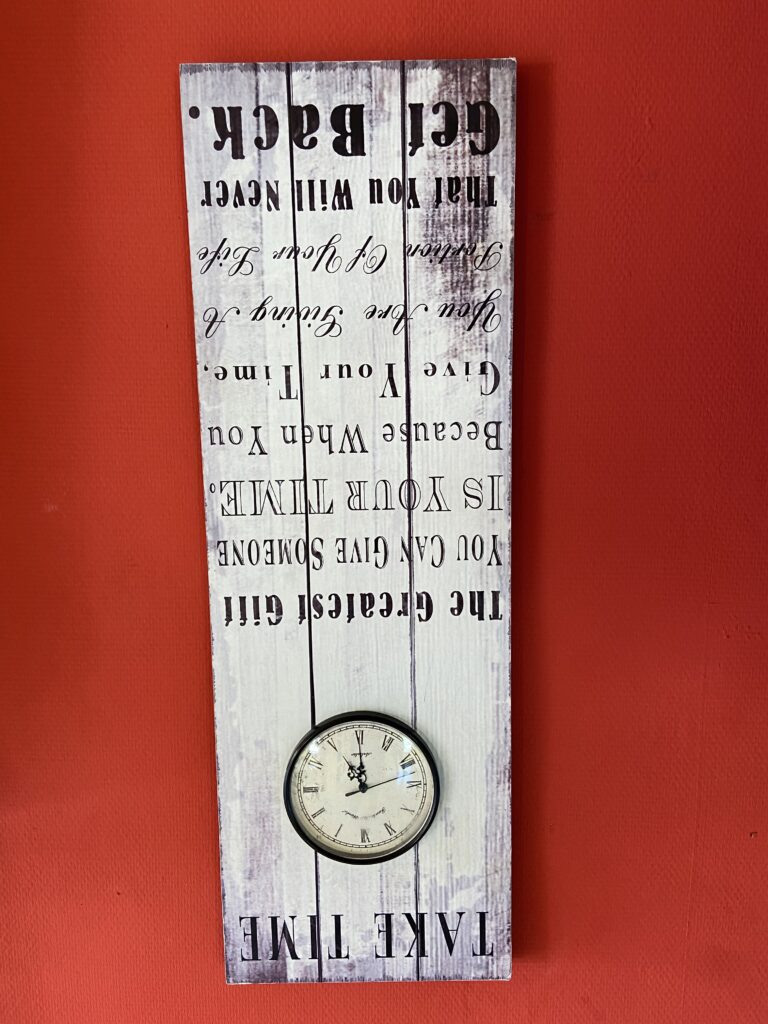 TAKE TIME
The Greatest Gift
YOU CAN GIVE SOMEONE
IS YOUR TIME.
Because When You
Give Your Time,
You Are Giving A
Portion Of Your Life
That You Will Never
Get Back.